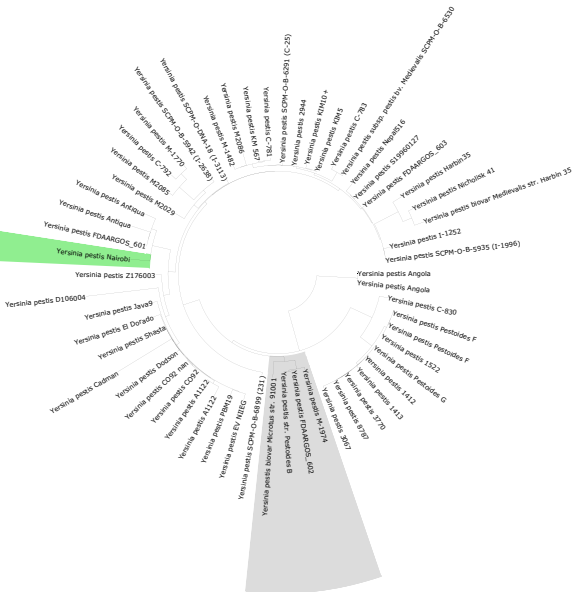 Yersinia pestis SCPM-O-B-6291 (C-25)
Yersinia pestis 2944
Yersinia pestis KIM10+
Yersinia pestis KIM5
Yersinia pestis C-783
Yersinia pestis subsp. pestis bv. Medievalis SCPM-O-B-6530
Yersinia pestis Nepal516
Yersinia pestis S19960127
Yersinia pestis FDAARGOS_603
Yersinia pestis Harbin35
Yersinia pestis Nicholisk 41
Yersinia pestis biovar Medievalis str. Harbin 35
Yersinia pestis I-1252
Yersinia pestis SCPM-O-B-5935 (I-1996)
Yersinia pestis Angola
Yersinia pestis Angola
Yersinia pestis C-830
Yersinia pestis Pestoides F
Yersinia pestis Pestoides F
Yersinia pestis 1522
Yersinia pestis Pestoides G
Yersinia pestis 1412
Yersinia pestis 1413
Yersinia pestis 3770
Yersinia pestis 8787
Yersinia pestis 3067
Yersinia pestis M-1974
Yersinia pestis FDAARGOS_602
Yersinia pestis str. Pestoides B
Yersinia pestis biovar Microtus str. 91001
Yersinia pestis SCPM-O-B-6899 (231)
Yersinia pestis EV NIIEG
Yersinia pestis PBM19
Yersinia pestis A1122
Yersinia pestis A1122
Yersinia pestis CO92
Yersinia pestis CO92 nan
Yersinia pestis Dodson
Yersinia pestis Cadman
Yersinia pestis Shasta
Yersinia pestis El Dorado
Yersinia pestis Java9
Yersinia pestis D106004
Yersinia pestis Z176003
Yersinia pestis Nairobi
Yersinia pestis FDAARGOS_601
Yersinia pestis Antiqua
Yersinia pestis Antiqua
Yersinia pestis M2029
Yersinia pestis M2085
Yersinia pestis C-792
Yersinia pestis M-1770
Yersinia pestis SCPM-O-B-5942 (I-2638)
Yersinia pestis SCPM-O-DNA-18 (I-3113)
Yersinia pestis M-1482
Yersinia pestis M2086
Yersinia pestis KM 567
Yersinia pestis C-781